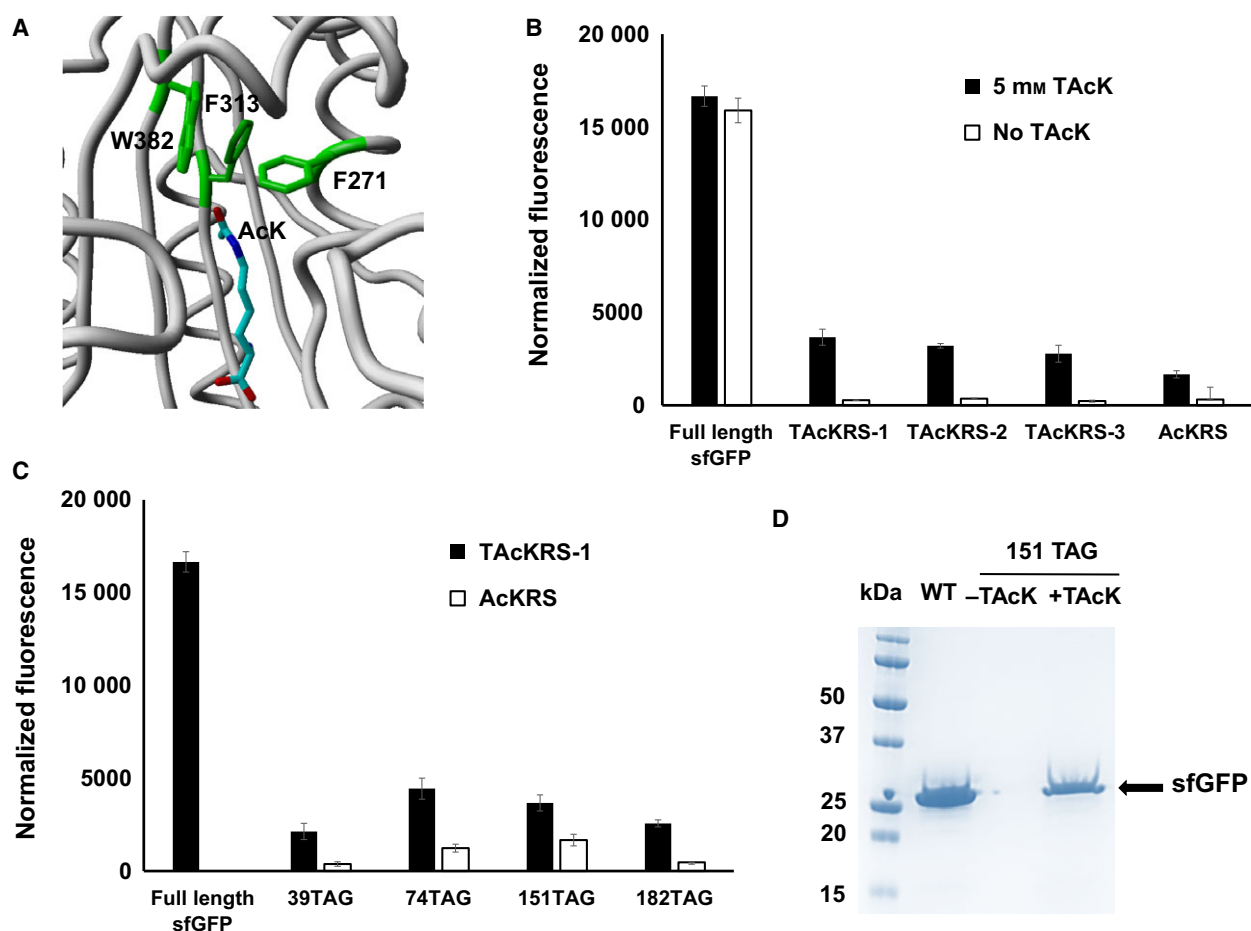 A
F313
W382
F271
AcK
B
Normalized fluorescence
20 000
15 000
10 000
5000
0
5 mM TAcK
No TAcK
Full length sfGFP
TAcKRS-1
TAcKRS-2
TAcKRS-3
AcKRS
C
Normalized fluorescence
20 000
15 000
10 000
5000
0
TAcKRS-1
AcKRS
Full length sfGFP
39TAG
74TAG
151TAG
182TAG
D
151 TAG
kDa WT –TAcK +TAcK
50
37
25
20
15
sfGFP